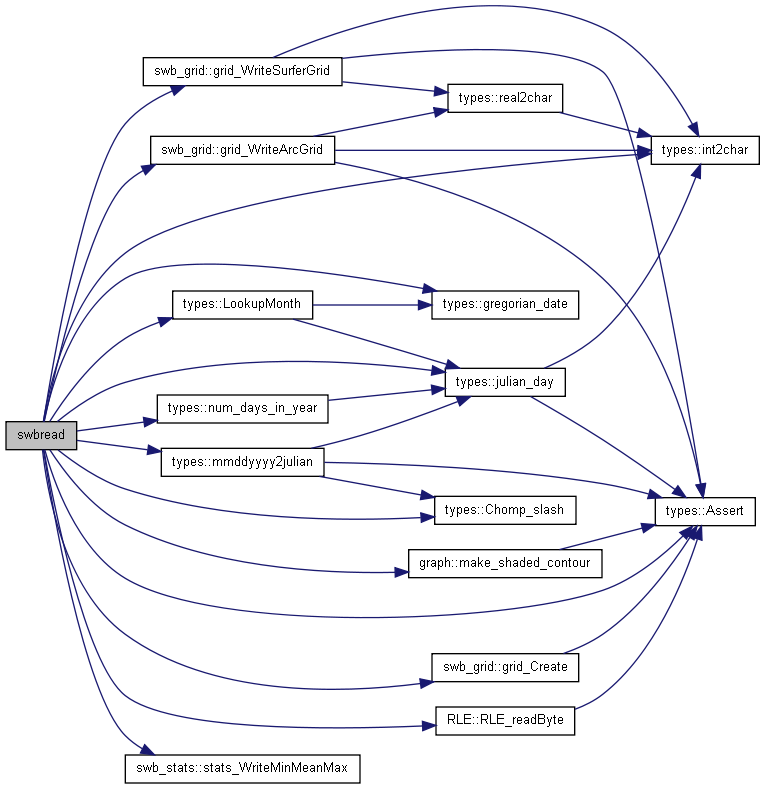 swb_grid::grid_WriteSurferGrid
types::real2char
swb_grid::grid_WriteArcGrid
types::int2char
types::LookupMonth
types::gregorian_date
types::julian_day
types::num_days_in_year
swbread
types::mmddyyyy2julian
types::Chomp_slash
types::Assert
graph::make_shaded_contour
swb_grid::grid_Create
RLE::RLE_readByte
swb_stats::stats_WriteMinMeanMax